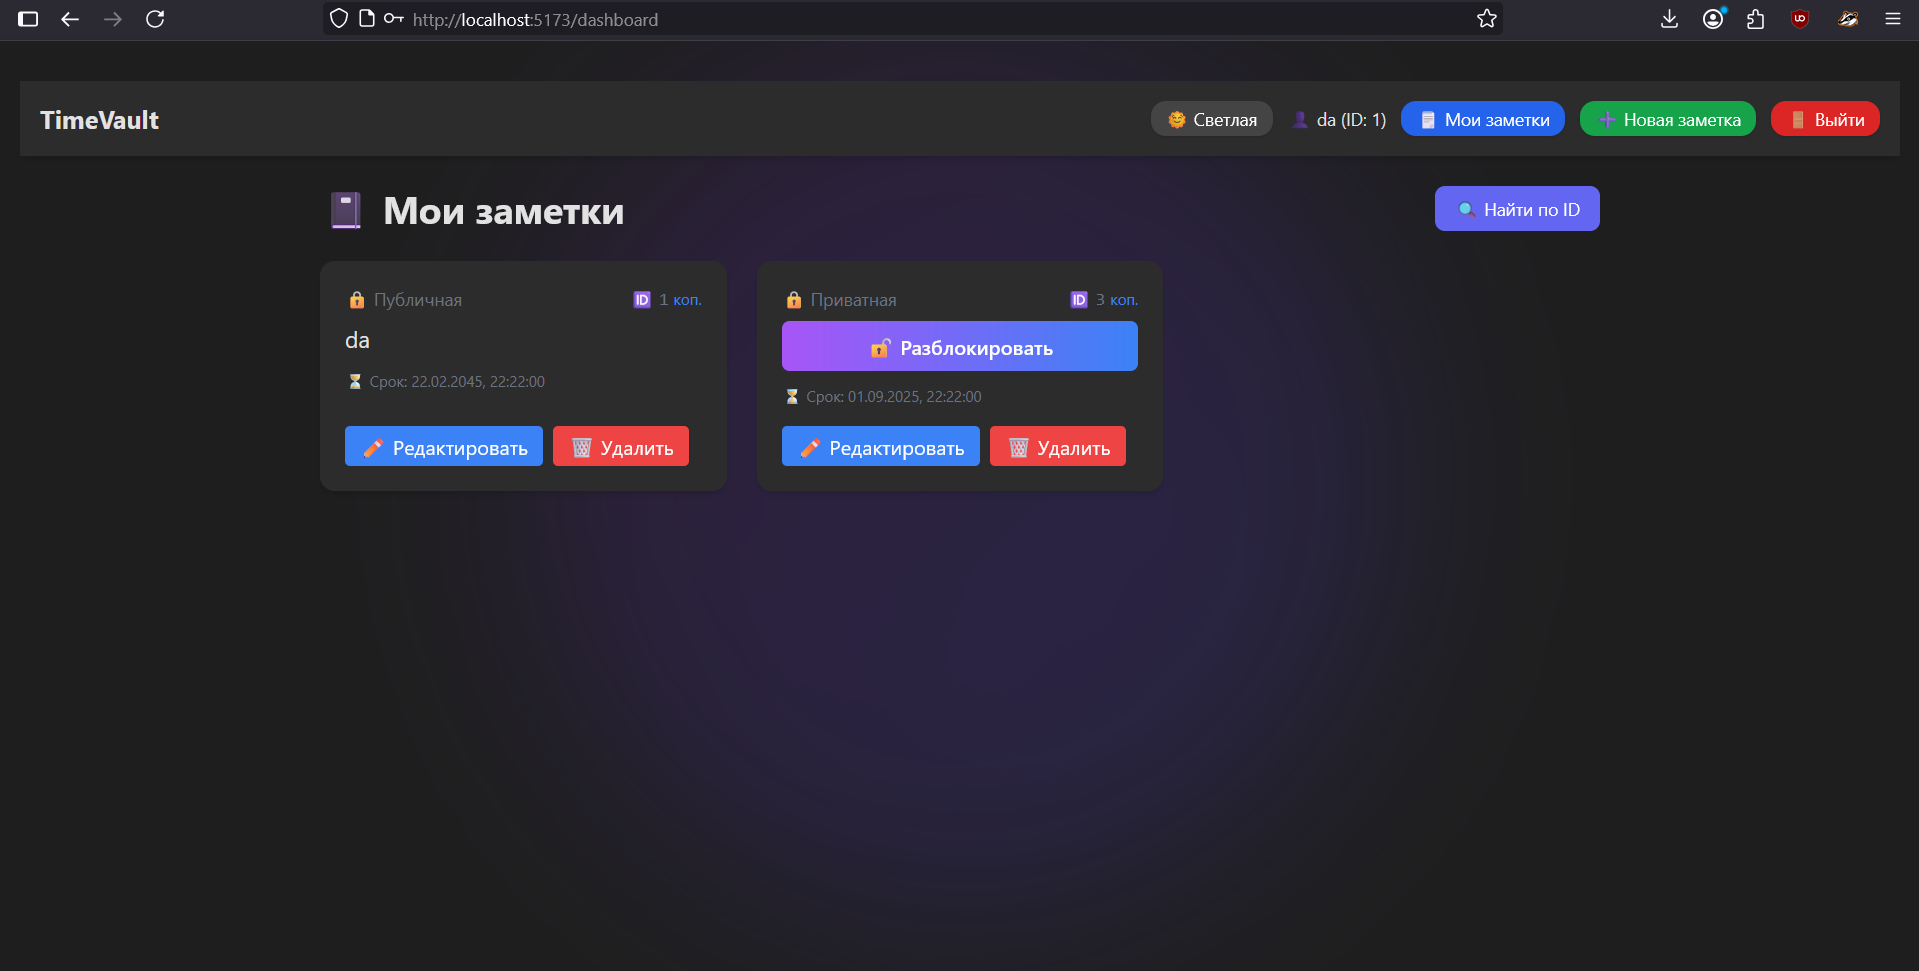 http://localhost:5173/dashboard
TimeVault
Светлая
da (ID: 1)
Мои заметки
Новая заметка
Выйти
Мои заметки
Найти по ID
Публичная
ID 1 коп.
da
Срок: 22.02.2045, 22:22:00
Редактировать
Удалить
Приватная
ID 3 коп.
Разблокировать
Срок: 01.09.2025, 22:22:00
Редактировать
Удалить